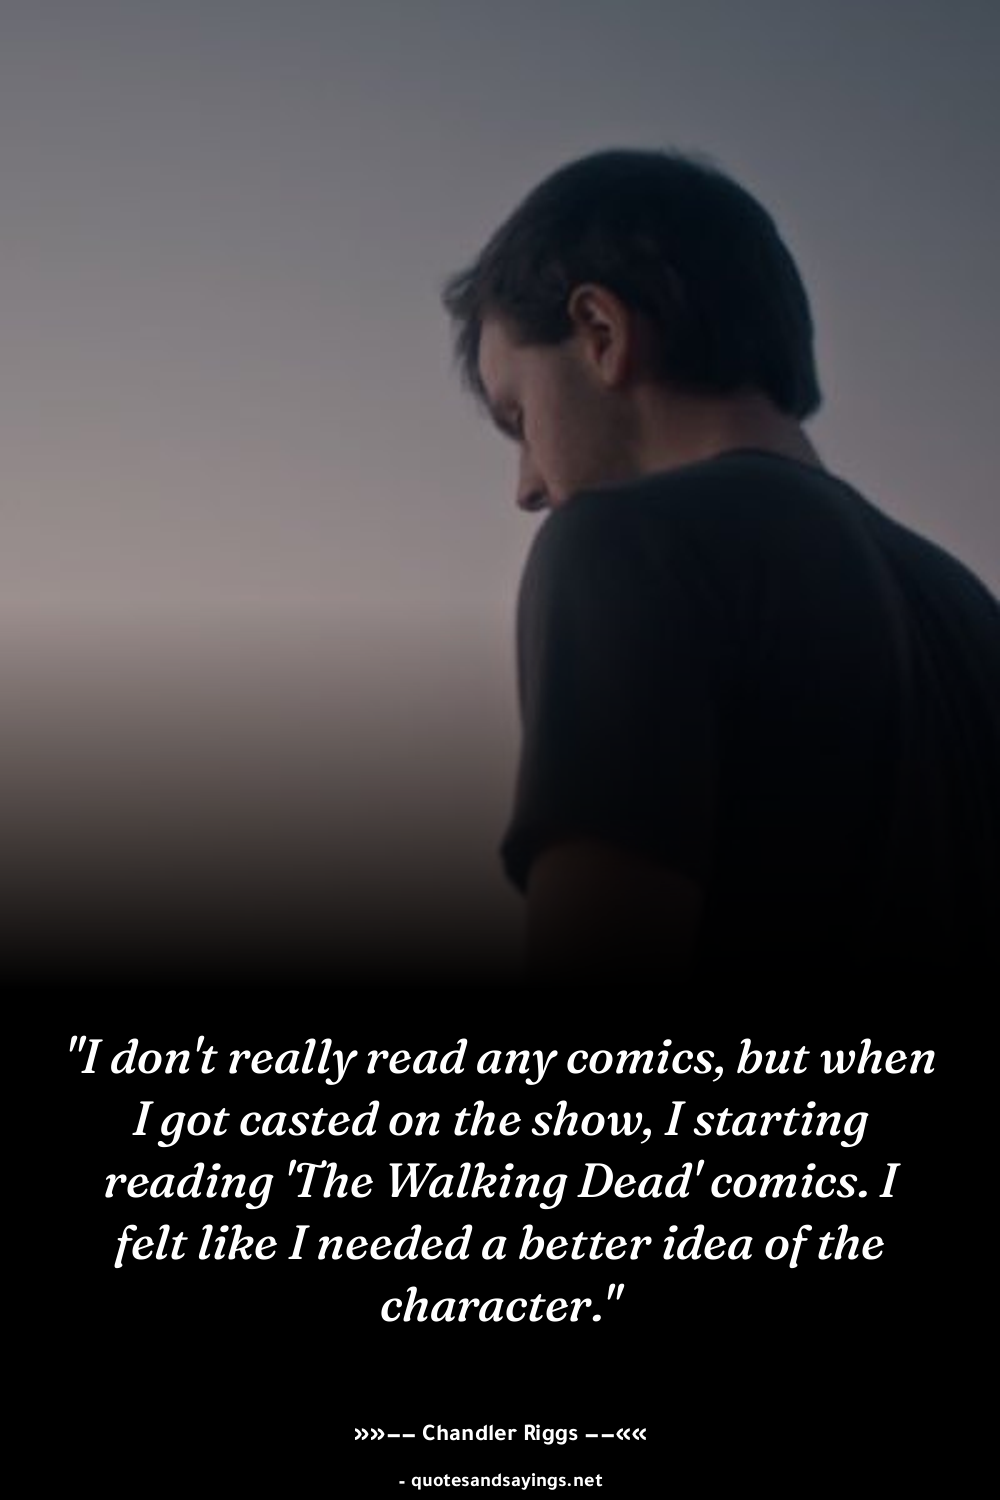 "I don't really read any comics, but when
I got casted on the show, I starting
reading 'The Walking Dead' comics. I
felt like I needed a better idea of the
character."
»»−− Chandler Riggs −−««
- quotesandsayings.net